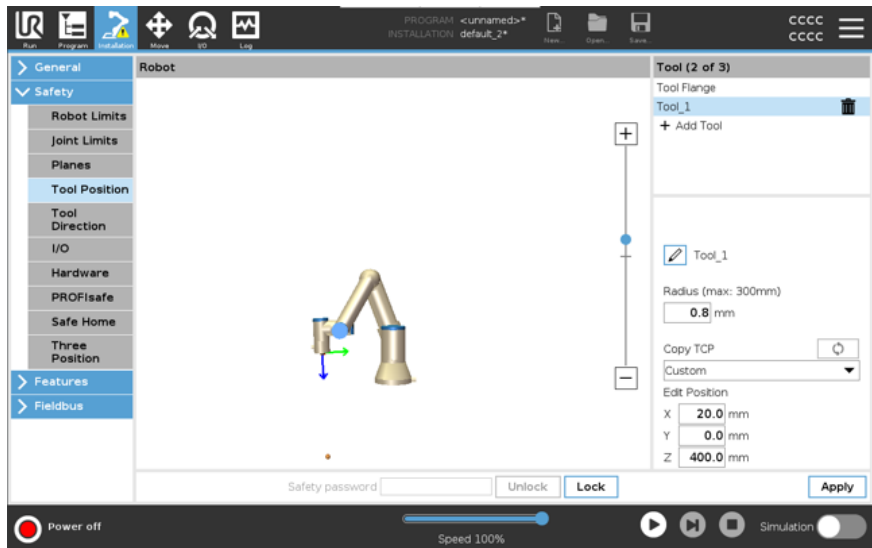 PROGRAM <unnamed>*
INSTALLATION default_2*
cccc
cccc
Run
Program
Installation
Move
I/O
Log
New...
Open...
Save...
General
Safety
Robot Limits
Joint Limits
Planes
Tool Position
Tool
Direction
I/O
Hardware
PROFIsafe
Safe Home
Three
Position
Features
Fieldbus
Robot
Tool (2 of 3)
Tool Flange
Tool_1
+ Add Tool
Tool_1
Radius (max: 300mm)
0.8 mm
Copy TCP
Custom
Edit Position
X 20.0 mm
Y 0.0 mm
Z 400.0 mm
Safety password Unlock Lock
Apply
Power off
Speed 100%
Simulation